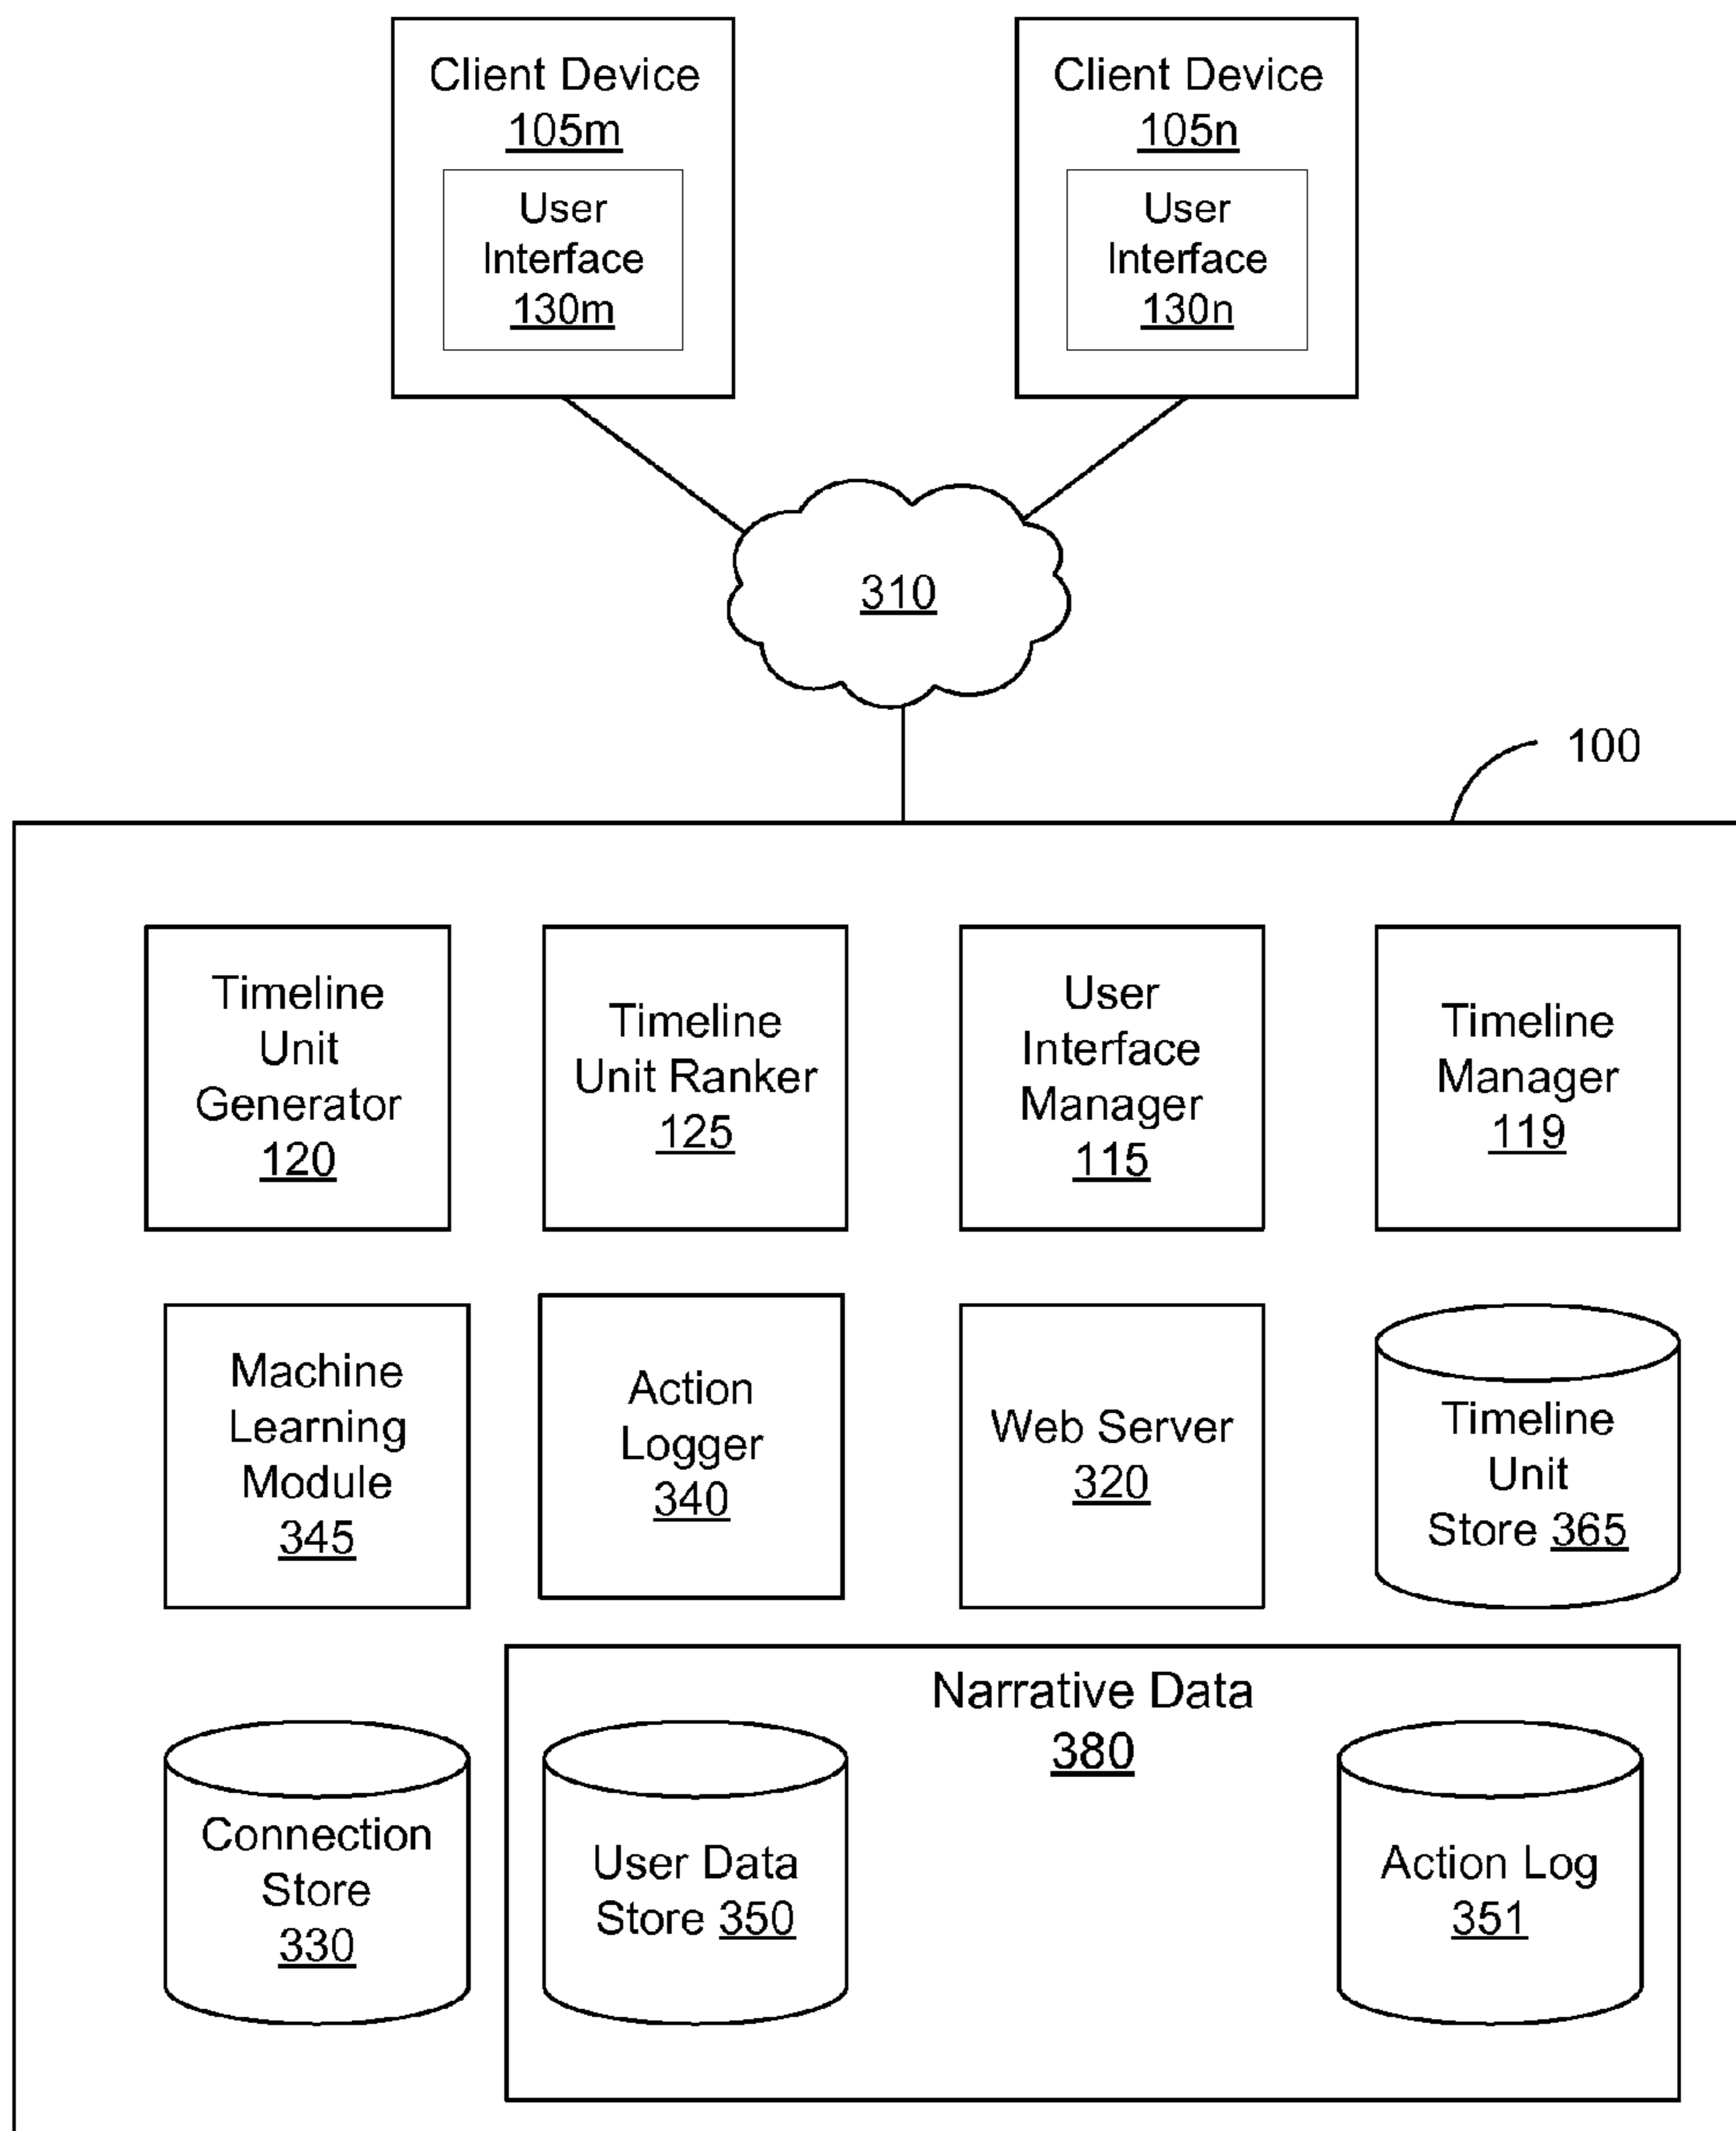 Client Device
105m
User
Interface
130m
Client Device
105n
User
Interface
130n
310
100
Timeline
Unit
Generator
120
Timeline
Unit Ranker
125
User
Interface
Manager
115
Timeline
Manager
119
Machine
Learning
Module
345
Action
Logger
340
Web Server
320
Timeline
Unit
Store 365
Narrative Data
380
Connection
Store
330
User Data
Store 350
Action Log
351